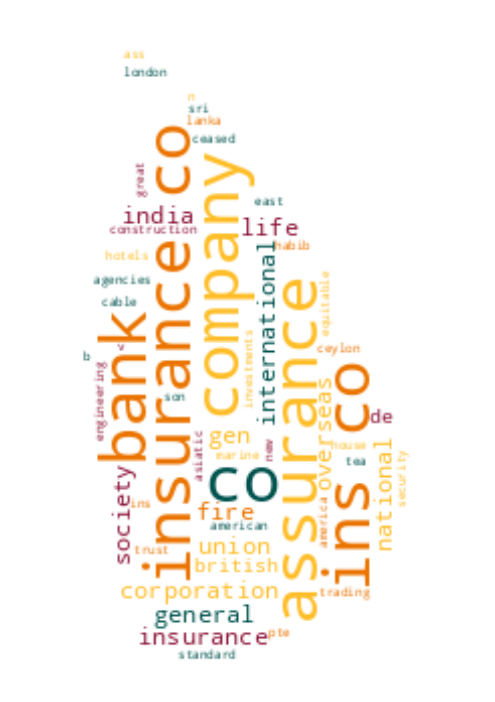 ass
london
n
sri
lanka
ceased
great
insurance co
company
east
india
life
construction
habib
international
hotels
agencies
equitable
assurance
cable
bank
investments
ceylon
v
b
engineering
son
ins co
overseas
de
asiatic
gen
new
house
national
marine
tea
security
society
co
ins
fire
america
american
union
trust
british
corporation
trading
general
insurance
pte
standard